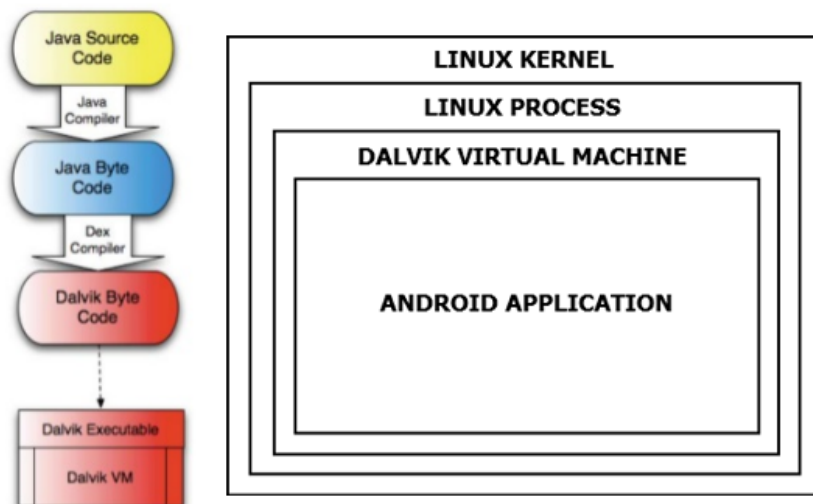 Java Source
Code
Java
Compiler
Java Byte
Code
Dex
Compiler
Dalvik Byte
Code
Dalvik Executable
Dalvik VM
LINUX KERNEL
LINUX PROCESS
DALVIK VIRTUAL MACHINE
ANDROID APPLICATION